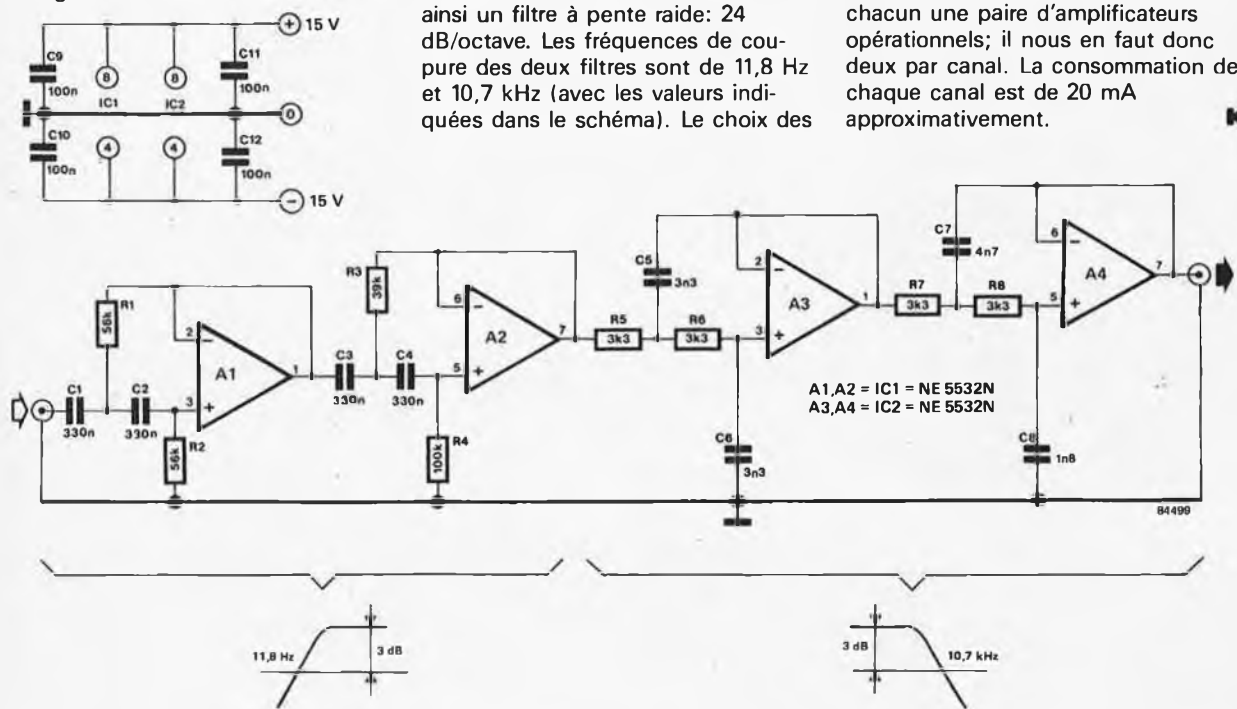 ainsi un filtre à pente raide: 24
dB/octave. Les fréquences de cou-
pure des deux filtres sont de 11,8 Hz
et 10,7 kHz (avec les valeurs indi-
quées dans le schéma). Le choix des
chacun une paire d'amplificateurs
opérationnels; il nous en faut donc
deux par canal. La consommation de
chaque canal est de 20 mA
approximativement.
+ 15 V
C9
100n
8
IC1
8
IC2
C11
100n
0
C10
100n
4
4
C12
100n
− 15 V
R1
56k
C1
330n
C2
330n
R2
56k
2
−
3
+
A1
1
R3
39k
C3
330n
C4
330n
R4
100k
6
−
5
+
A2
7
R5
3k3
C5
3n3
R6
3k3
C6
3n3
2
−
3
+
A3
1
R7
3k3
C7
4n7
R8
3k3
C8
1n8
6
−
5
+
A4
7
A1,A2 = IC1 = NE 5532N
A3,A4 = IC2 = NE 5532N
84499
11,8 Hz
3 dB
3 dB
10,7 kHz